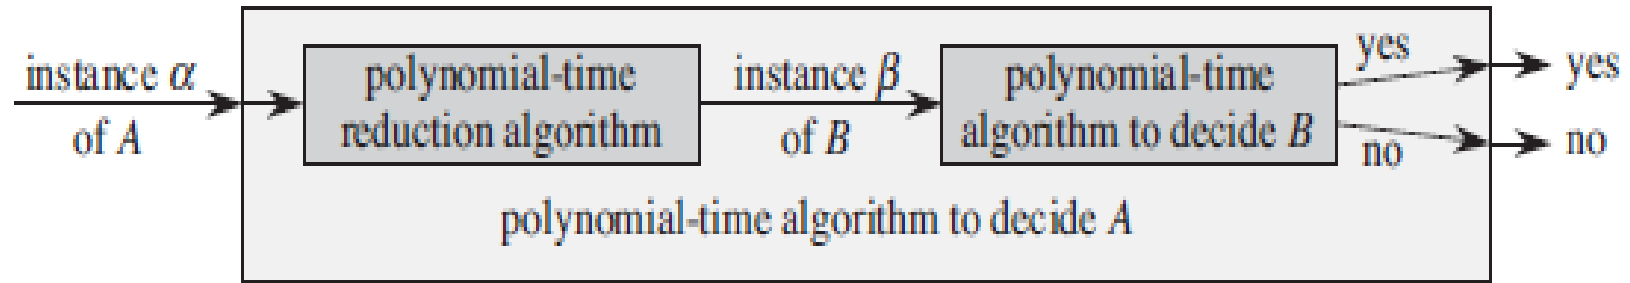 instance α
of A
polynomial-time
reduction algorithm
instance β
of B
polynomial-time
algorithm to decide B
yes
no
yes
no
polynomial-time algorithm to decide A